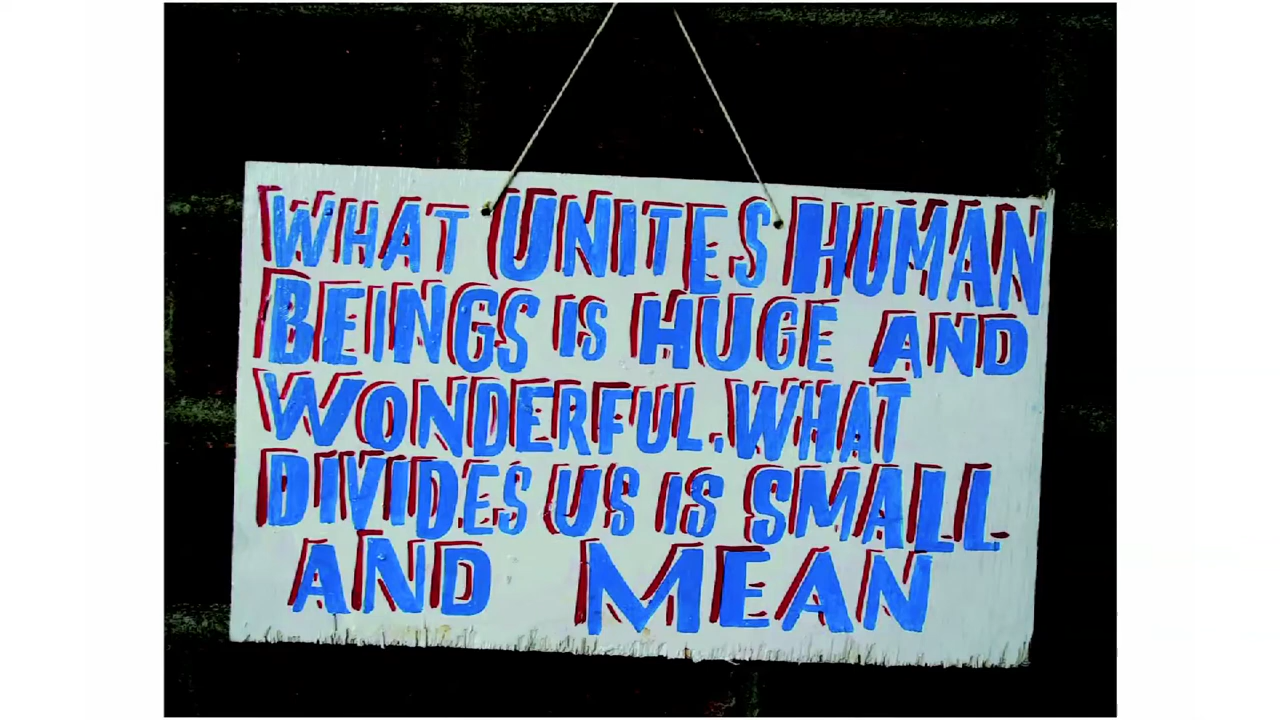 WHAT UNITES HUMAN
BEINGS IS HUGE AND
WONDERFUL. WHAT
DIVIDES US IS SMALL
AND MEAN